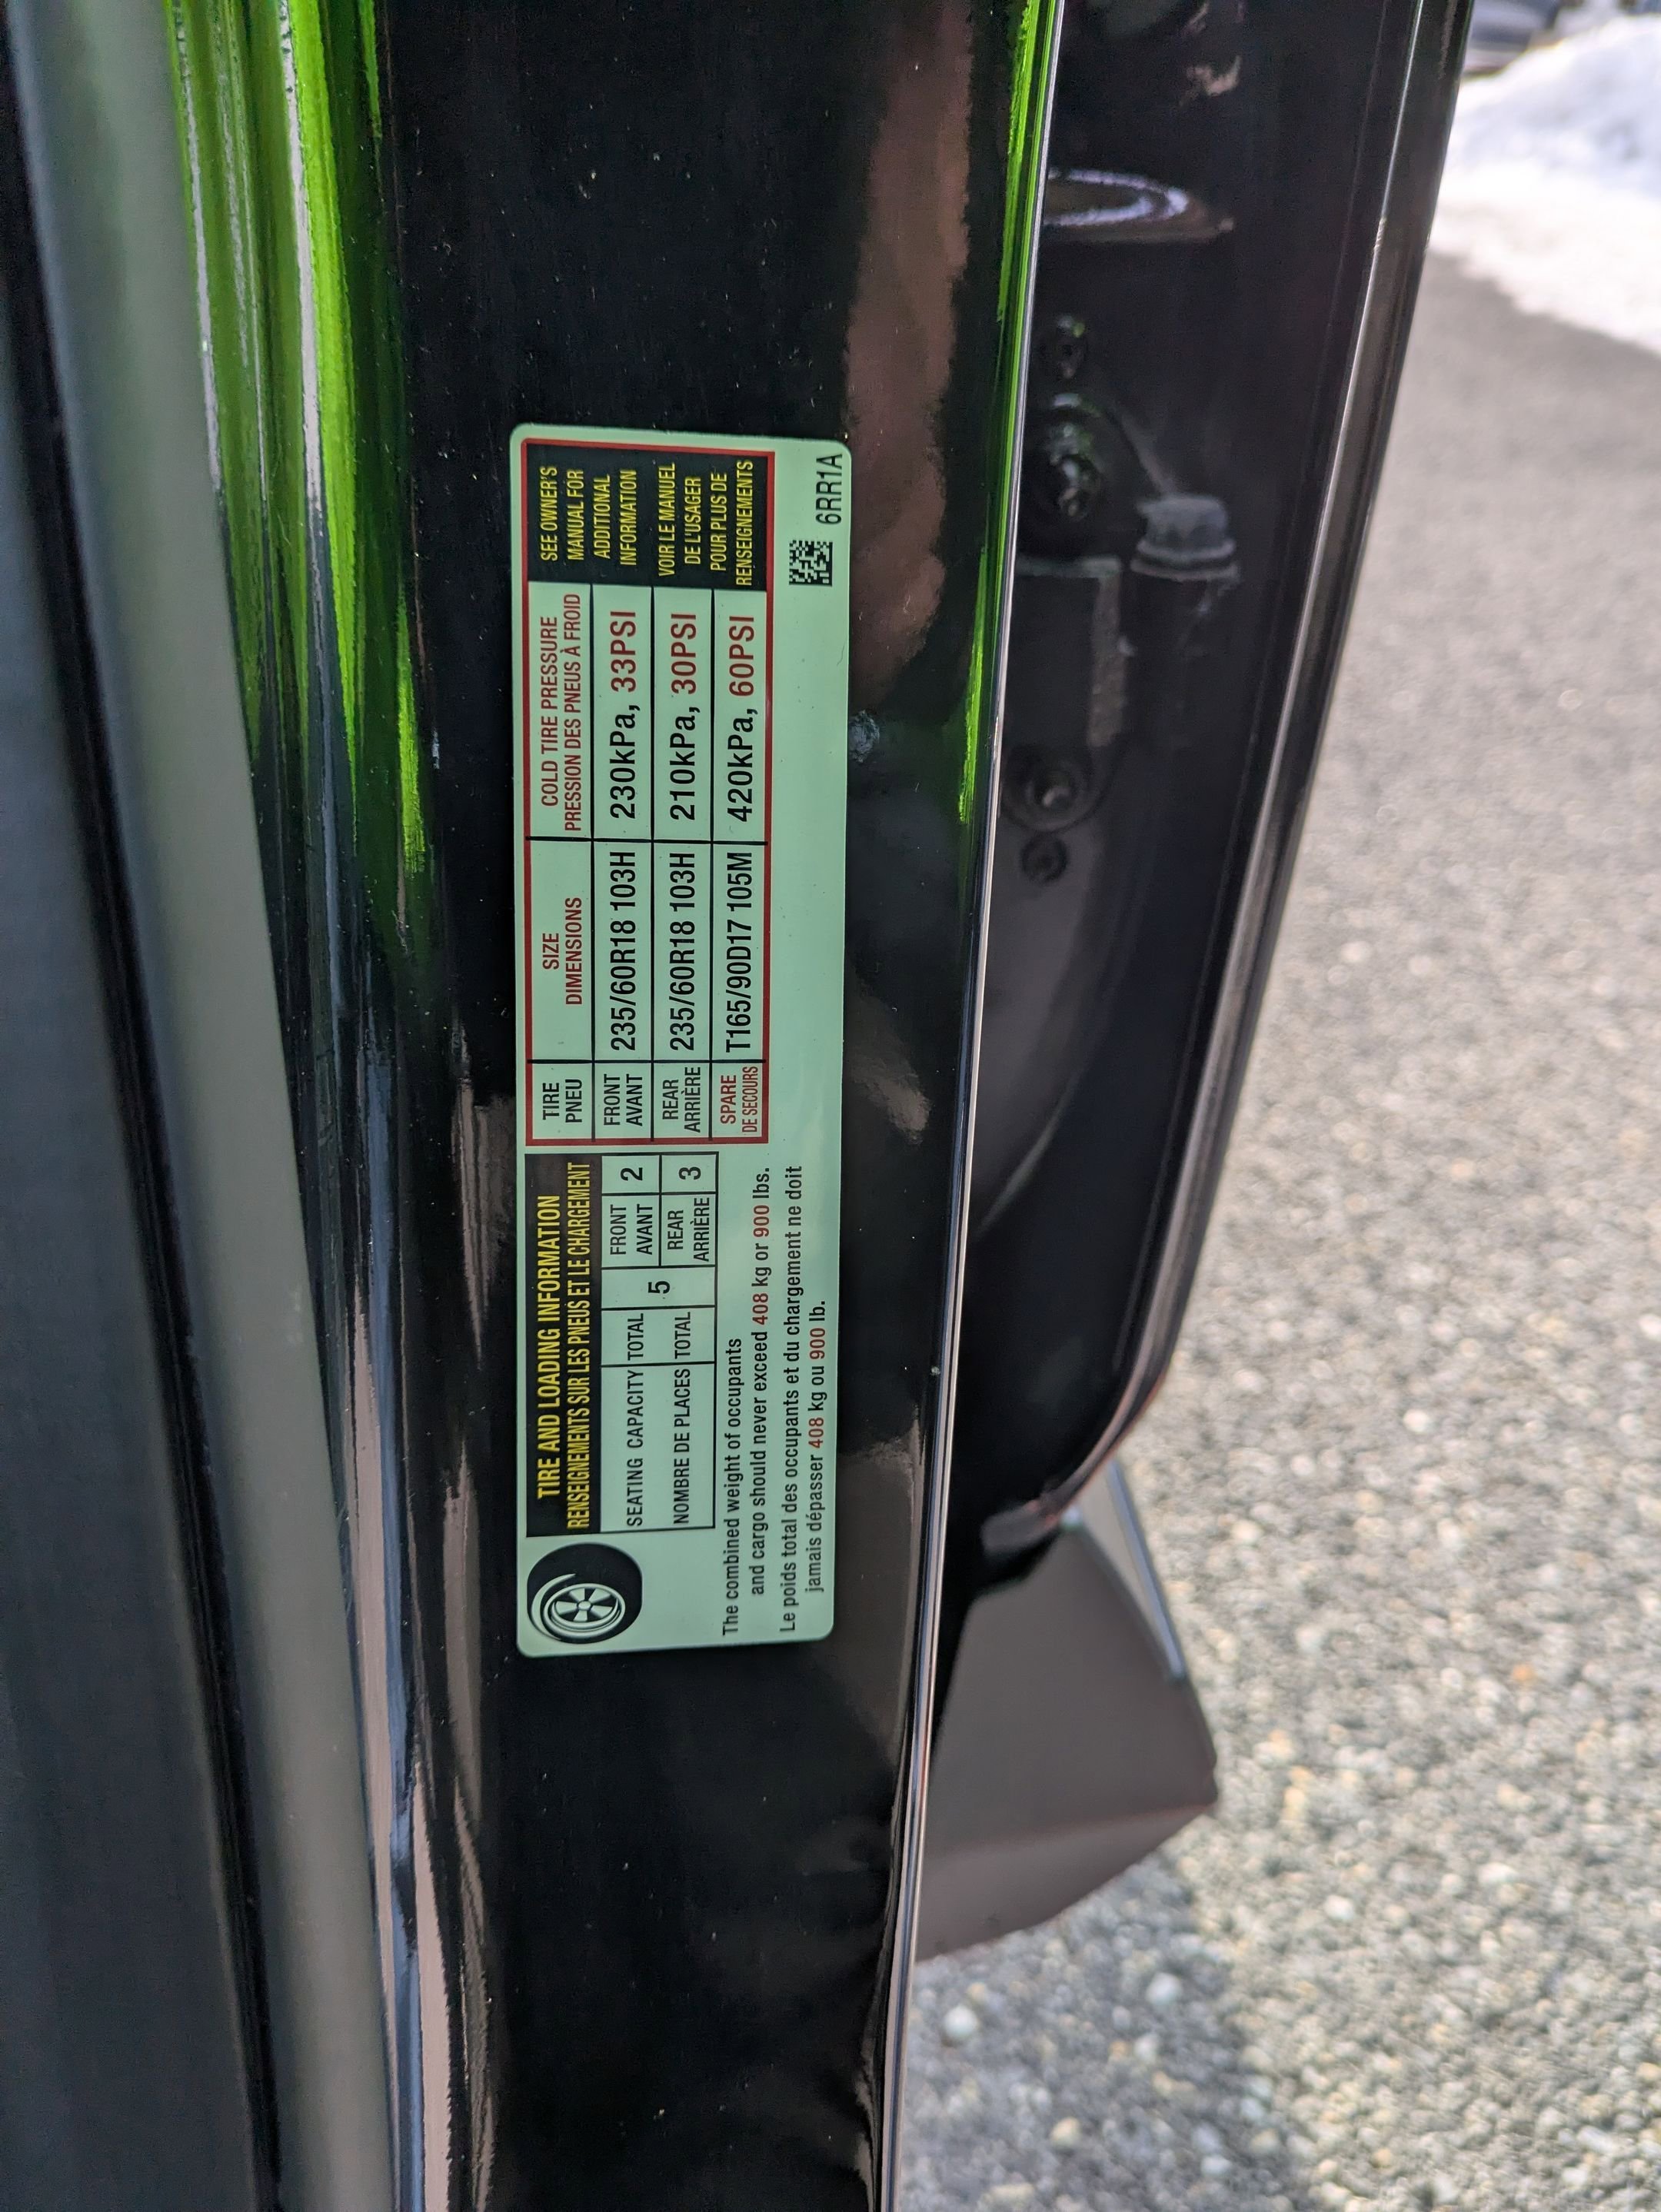 TIRE AND LOADING INFORMATION
RENSEIGNEMENTS SUR LES PNEUS ET LE CHARGEMENT
SEATING CAPACITY
NOMBRE DE PLACES
TOTAL
TOTAL
5
FRONT
AVANT
2
REAR
ARRIÈRE
3
The combined weight of occupants
and cargo should never exceed 408 kg or 900 lbs.
Le poids total des occupants et du chargement ne doit
jamais dépasser 408 kg ou 900 lb.
TIRE
PNEU
SIZE
DIMENSIONS
COLD TIRE PRESSURE
PRESSION DES PNEUS À FROID
FRONT
AVANT
235/60R18 103H
230kPa, 33PSI
REAR
ARRIÈRE
235/60R18 103H
210kPa, 30PSI
SPARE
DE SECOURS
T165/90D17 105M
420kPa, 60PSI
SEE OWNER'S
MANUAL FOR
ADDITIONAL
INFORMATION
VOIR LE MANUEL
DE L'USAGER
POUR PLUS DE
RENSEIGNEMENTS
6RR1A